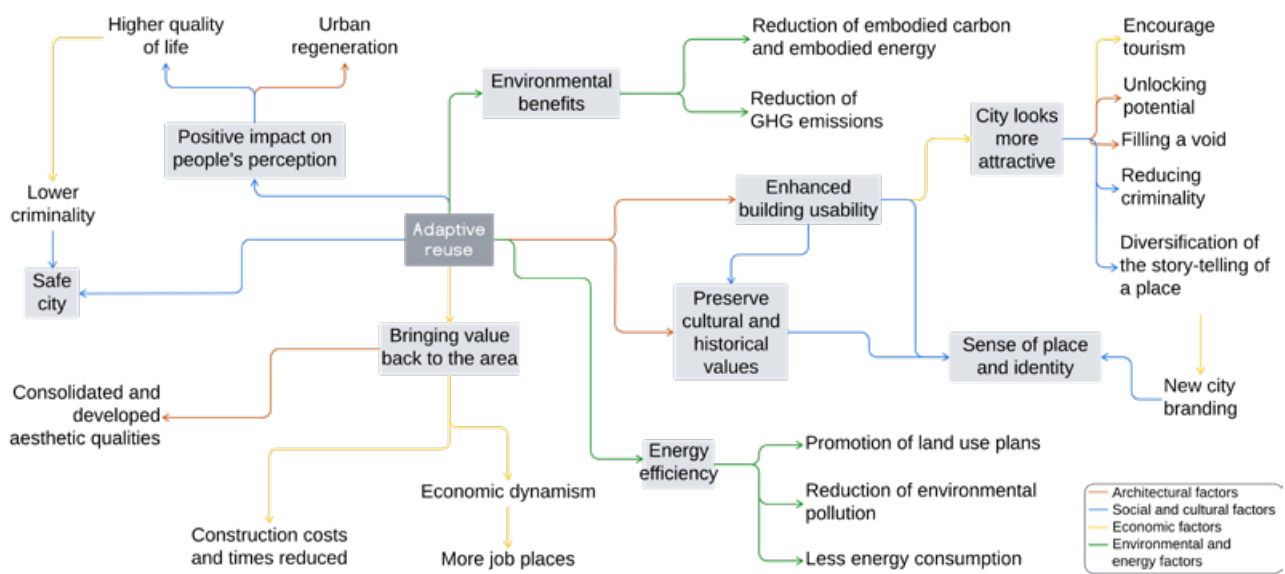 Higher quality
of life
Urban
regeneration
Positive impact on
people's perception
Lower
criminality
Safe
city
Adaptive
reuse
Environmental
benefits
Reduction of embodied carbon
and embodied energy
Reduction of
GHG emissions
Enhanced
building usability
Preserve
cultural and
historical
values
City looks
more
attractive
Encourage
tourism
Unlocking
potential
Filling a void
Reducing
criminality
Diversification of
the story-telling of
a place
Sense of place
and identity
New city
branding
Bringing value
back to the area
Consolidated and
developed
aesthetic qualities
Construction costs
and times reduced
Economic dynamism
More job places
Energy
efficiency
Promotion of land use plans
Reduction of environmental
pollution
Less energy consumption
Architectural factors
Social and cultural factors
Economic factors
Environmental and
energy factors